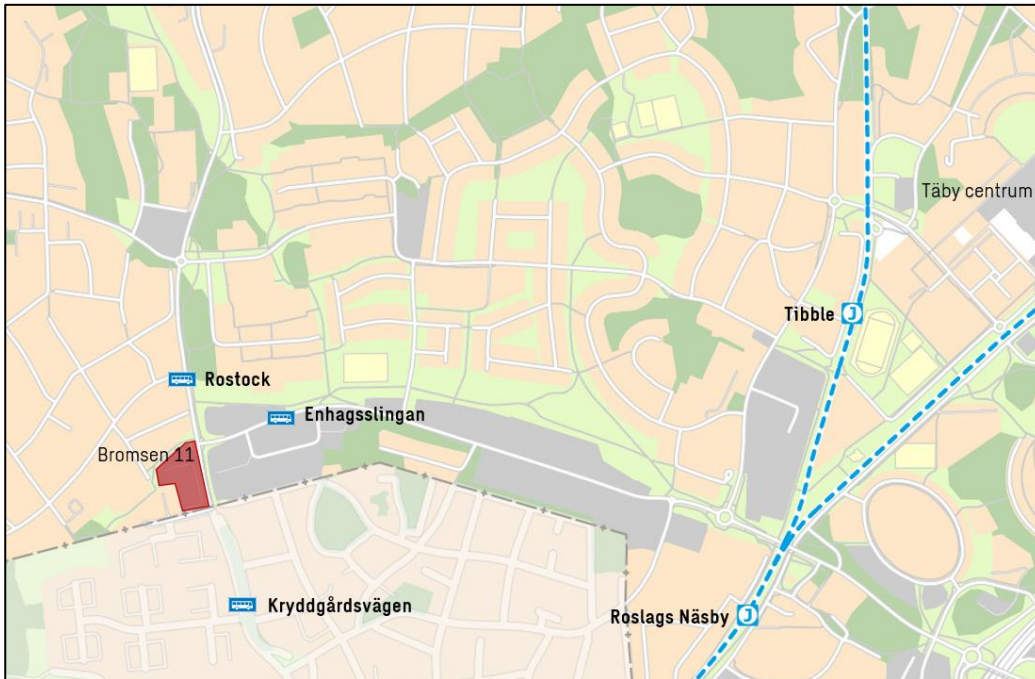 Täby centrum
Tibble
J
Rostock
Enhagsslingan
Bromsen 11
Kryddgårdsvägen
Roslags Näsby
J